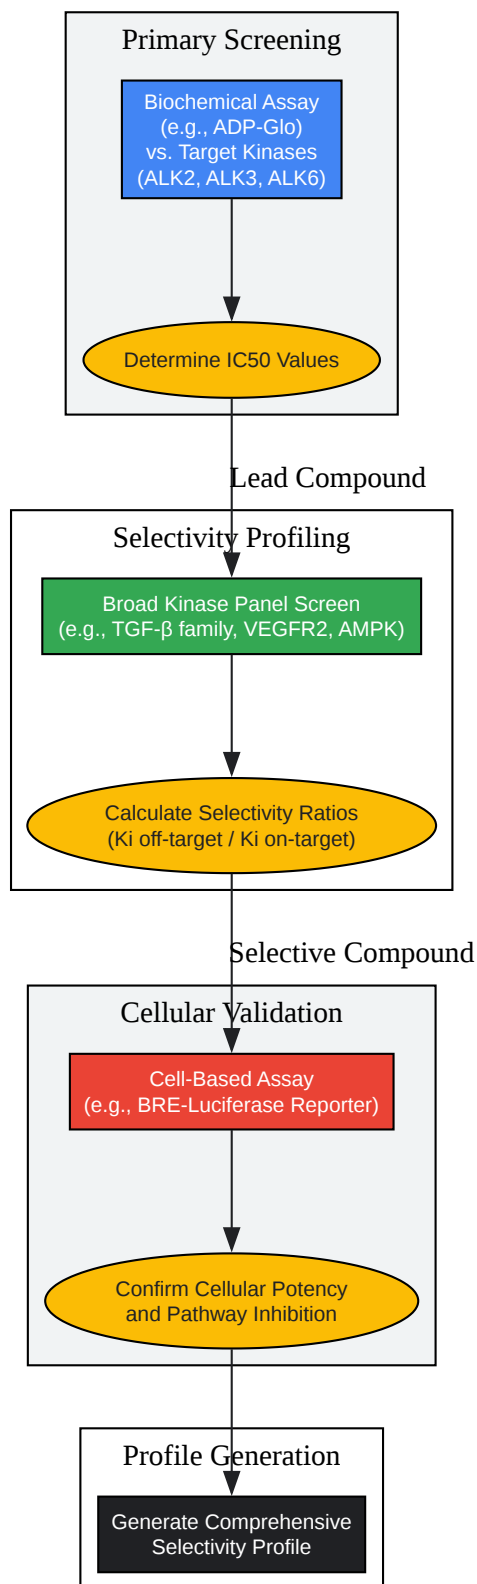 Primary Screening
Biochemical Assay
(e.g., ADP-Glo)
vs. Target Kinases
(ALK2, ALK3, ALK6)
Determine IC50 Values
Lead Compound
Selectivity Profiling
Broad Kinase Panel Screen
(e.g., TGF-β family, VEGFR2, AMPK)
Calculate Selectivity Ratios
(Ki off-target / Ki on-target)
Selective Compound
Cellular Validation
Cell-Based Assay
(e.g., BRE-Luciferase Reporter)
Confirm Cellular Potency
and Pathway Inhibition
Profile Generation
Generate Comprehensive
Selectivity Profile